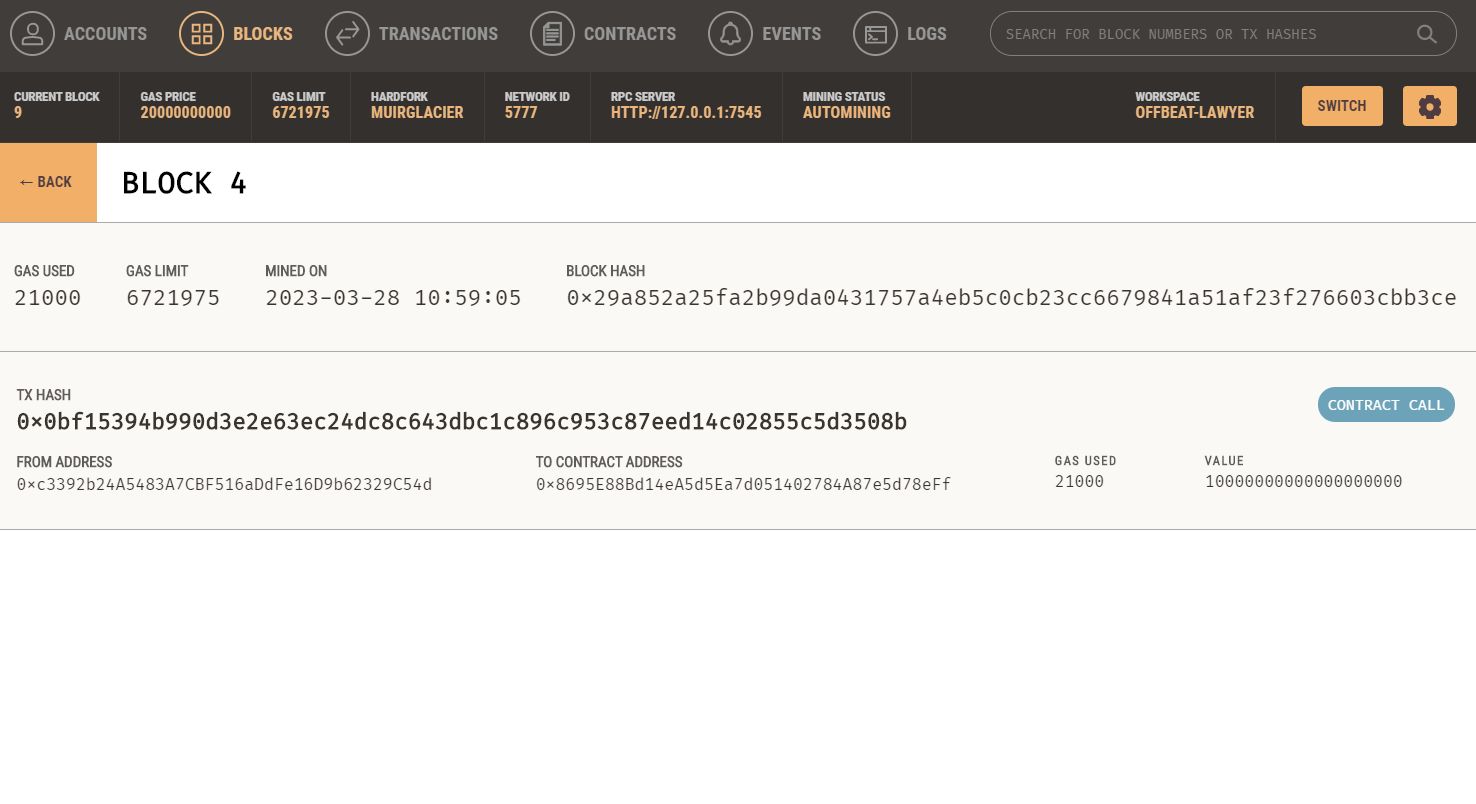 ACCOUNTS BLOCKS TRANSACTIONS CONTRACTS EVENTS LOGS SEARCH FOR BLOCK NUMBERS OR TX HASHES
CURRENT BLOCK GAS PRICE GAS LIMIT HARDFORK NETWORK ID RPC SERVER MINING STATUS WORKSPACE
9 20000000000 6721975 MUIRGLACIER 5777 HTTP://127.0.0.1:7545 AUTOMINING OFFBEAT-LAWYER SWITCH
← BACK BLOCK 4
GAS USED GAS LIMIT MINED ON BLOCK HASH
21000 6721975 2023-03-28 10:59:05 0×29a852a25fa2b99da0431757a4eb5c0cb23cc6679841a51af23f276603cbb3ce
TX HASH
0×0bf15394b990d3e2e63ec24dc8c643dbc1c896c953c87eed14c02855c5d3508b CONTRACT CALL
FROM ADDRESS TO CONTRACT ADDRESS GAS USED VALUE
0×c3392b24A5483A7CBF516aDdFe16D9b62329C54d 0×8695E88Bd14eA5d5Ea7d051402784A87e5d78eFf 21000 10000000000000000000